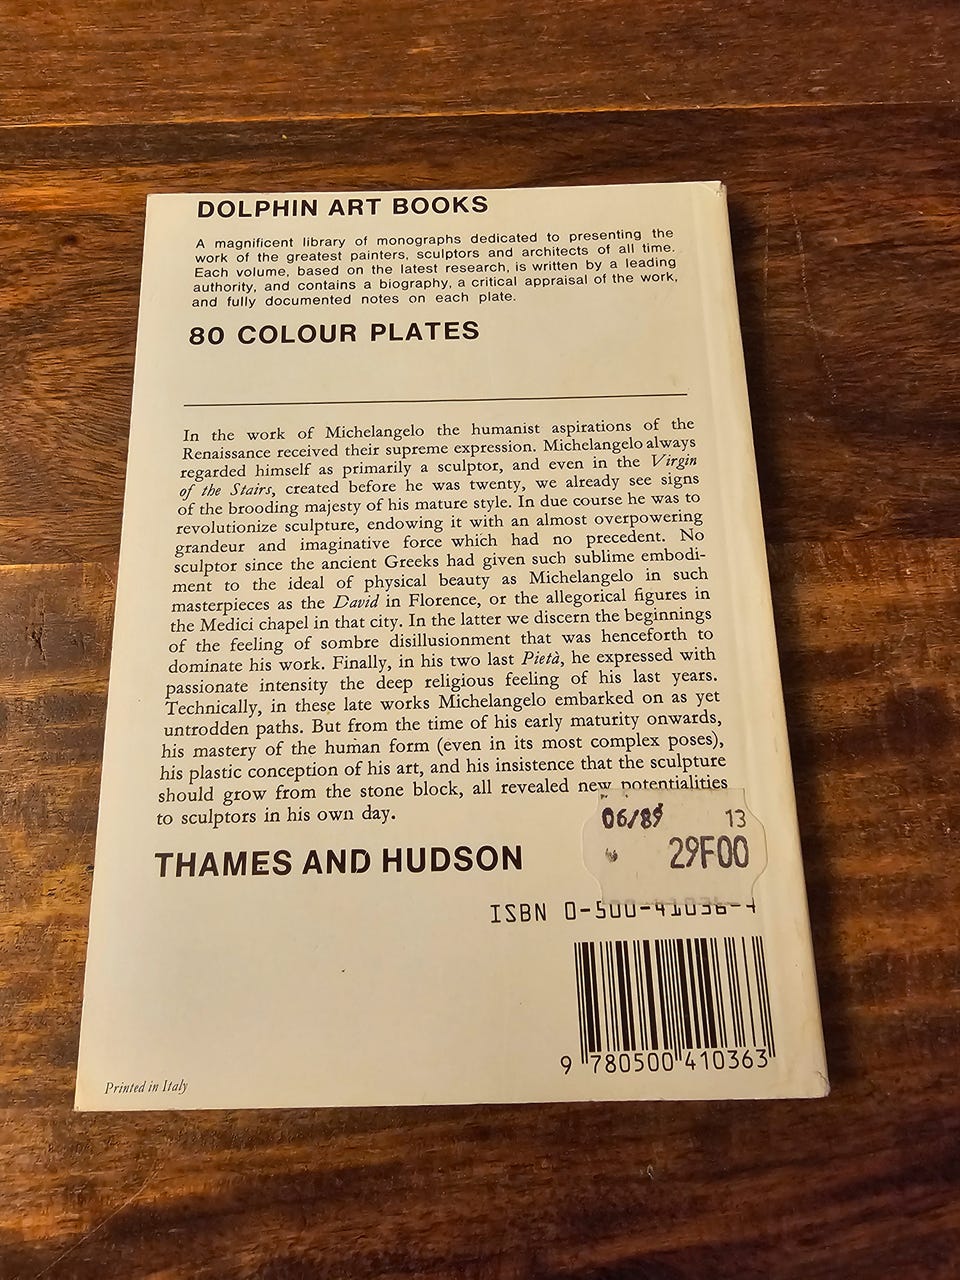 DOLPHIN ART BOOKS
A magnificent library of monographs dedicated to presenting the
work of the greatest painters, sculptors and architects of all time.
Each volume, based on the latest research, is written by a leading
authority, and contains a biography, a critical appraisal of the work,
and fully documented notes on each plate.
80 COLOUR PLATES
In the work of Michelangelo the humanist aspirations of the
Renaissance received their supreme expression. Michelangelo always
regarded himself as primarily a sculptor, and even in the Virgin
of the Stairs, created before he was twenty, we already see signs
of the brooding majesty of his mature style. In due course he was to
revolutionize sculpture, endowing it with an almost overpowering
grandeur and imaginative force which had no precedent. No
sculptor since the ancient Greeks had given such sublime embodi-
ment to the ideal of physical beauty as Michelangelo in such
masterpieces as the David in Florence, or the allegorical figures in
the Medici chapel in that city. In the latter we discern the beginnings
of the feeling of sombre disillusionment that was henceforth to
dominate his work. Finally, in his two last Pietà, he expressed with
passionate intensity the deep religious feeling of his last years.
Technically, in these late works Michelangelo embarked on as yet
untrodden paths. But from the time of his early maturity onwards,
his mastery of the human form (even in its most complex poses),
his plastic conception of his art, and his insistence that the sculpture
should grow from the stone block, all revealed new potentialities
to sculptors in his own day.
06/89 13
29F00
THAMES AND HUDSON
ISBN 0-500-41036-4
9 780500 410363
Printed in Italy